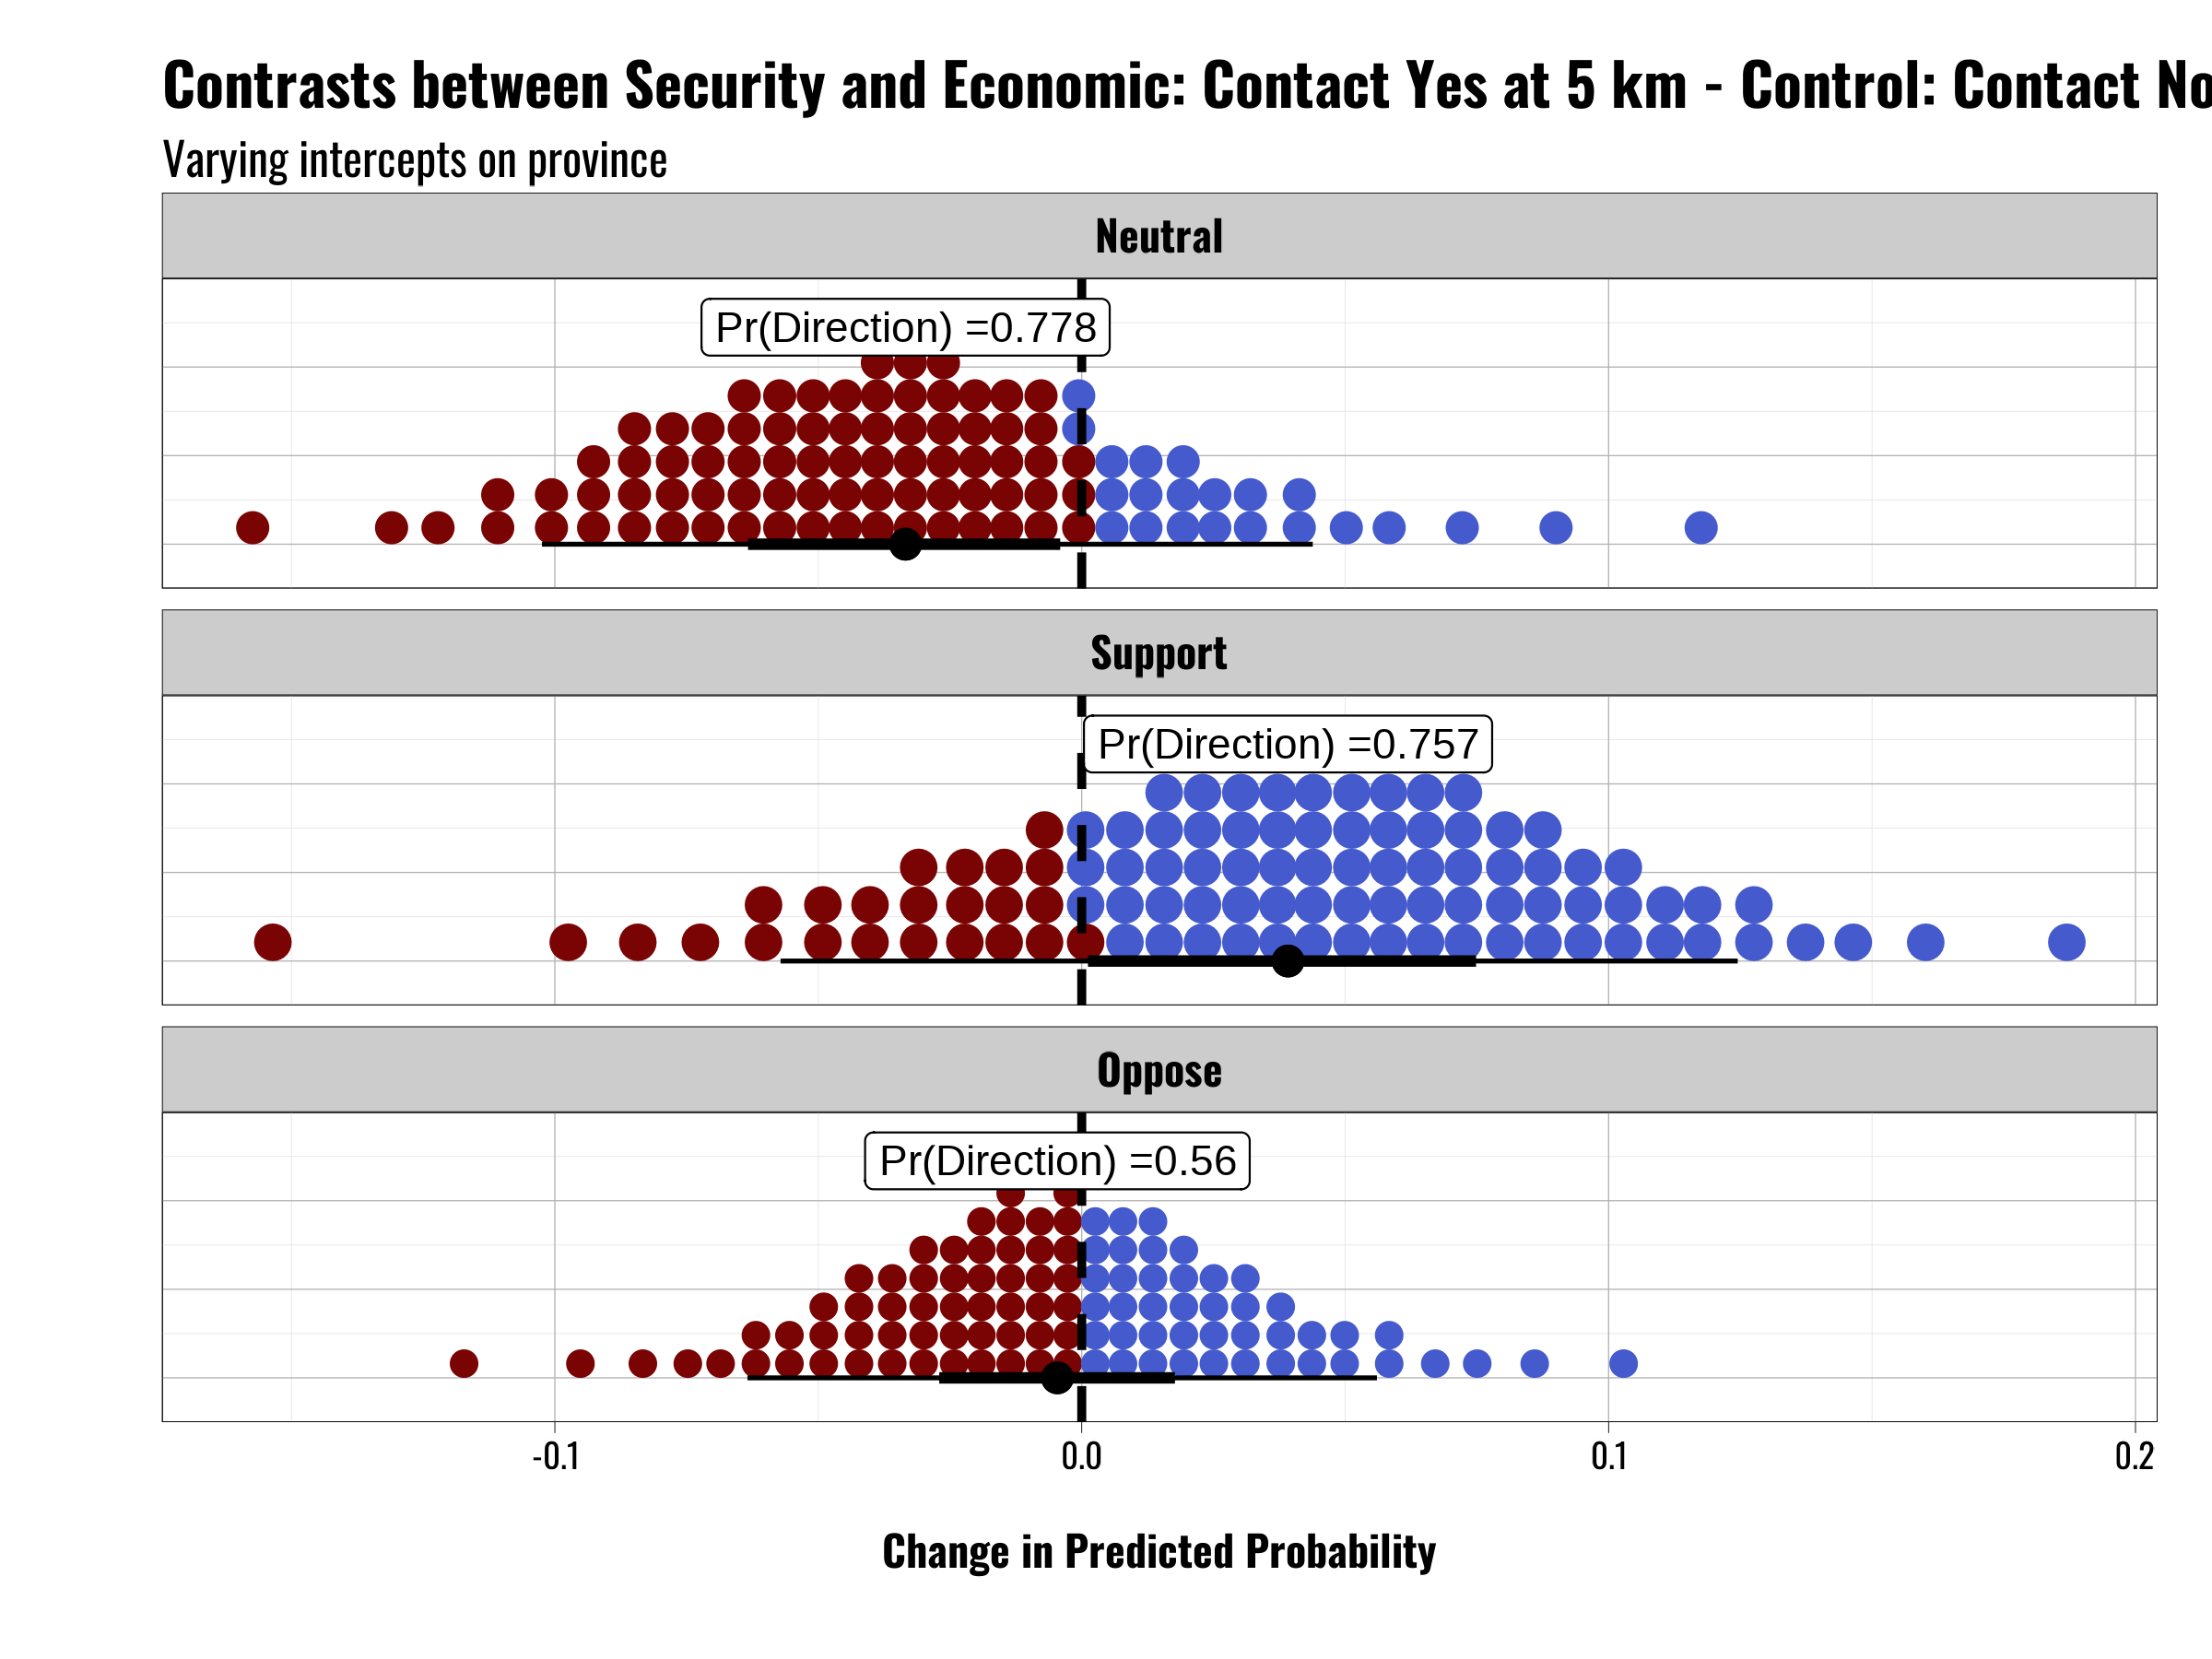 Contrasts between Security and Economic: Contact Yes at 5 km - Control: Contact No
Varying intercepts on province
Neutral
Pr(Direction) =0.778
Support
Pr(Direction) =0.757
Oppose
Pr(Direction) =0.56
-0.1 0.0 0.1 0.2
Change in Predicted Probability